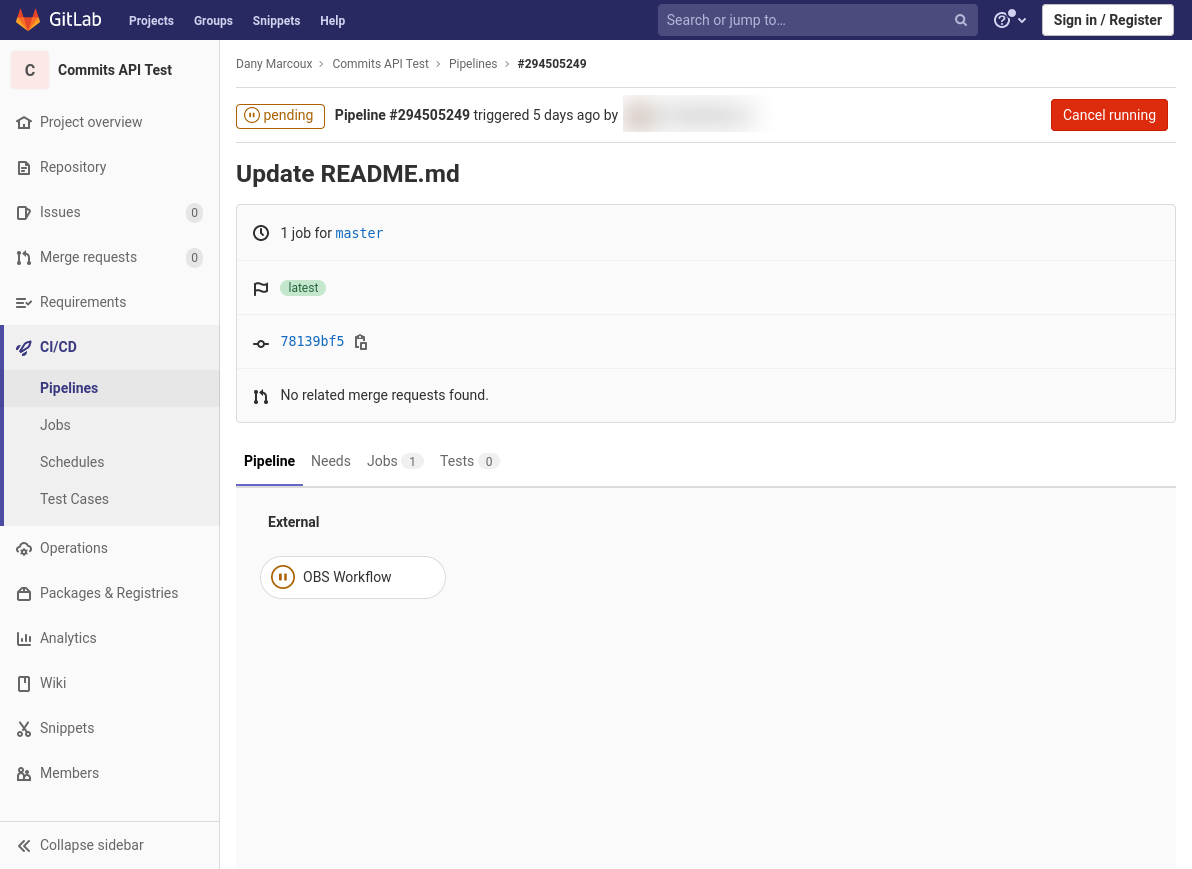 GitLab Projects Groups Snippets Help Search or jump to... Sign in / Register
C Commits API Test
Project overview
Repository
Issues 0
Merge requests 0
Requirements
CI/CD
Pipelines
Jobs
Schedules
Test Cases
Operations
Packages & Registries
Analytics
Wiki
Snippets
Members
Collapse sidebar
Dany Marcoux > Commits API Test > Pipelines > #294505249
pending Pipeline #294505249 triggered 5 days ago by Cancel running
Update README.md
1 job for master
latest
78139bf5
No related merge requests found.
Pipeline Needs Jobs 1 Tests 0
External
OBS Workflow